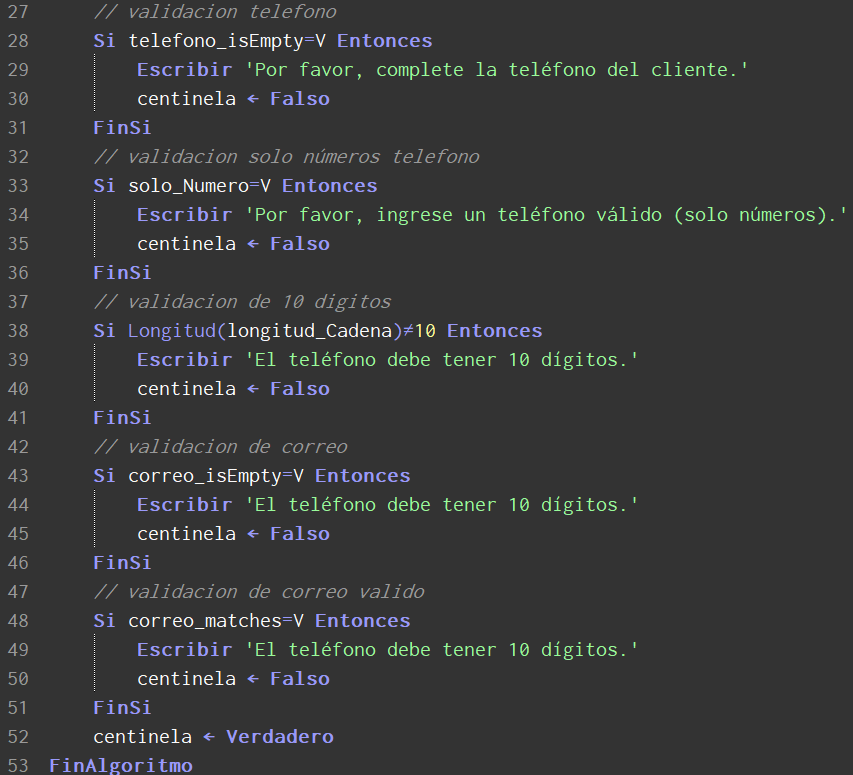 27 // validacion telefono
28 Si telefono_isEmpty=V Entonces
29 Escribir 'Por favor, complete la teléfono del cliente.'
30 centinela ← Falso
31 FinSi
32 // validacion solo números telefono
33 Si solo_Numero=V Entonces
34 Escribir 'Por favor, ingrese un teléfono válido (solo números).'
35 centinela ← Falso
36 FinSi
37 // validacion de 10 digitos
38 Si Longitud(longitud_Cadena)≠10 Entonces
39 Escribir 'El teléfono debe tener 10 dígitos.'
40 centinela ← Falso
41 FinSi
42 // validacion de correo
43 Si correo_isEmpty=V Entonces
44 Escribir 'El teléfono debe tener 10 dígitos.'
45 centinela ← Falso
46 FinSi
47 // validacion de correo valido
48 Si correo_matches=V Entonces
49 Escribir 'El teléfono debe tener 10 dígitos.'
50 centinela ← Falso
51 FinSi
52 centinela ← Verdadero
53 FinAlgoritmo